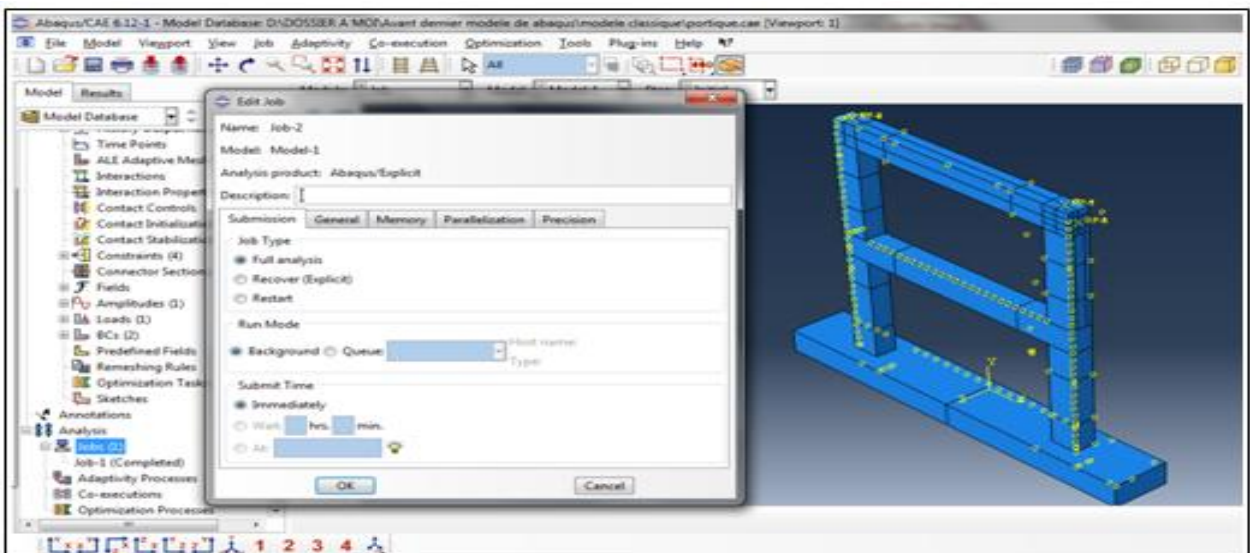 Abaqus/CAE 6.12-1 - Model Database: D:\DOSSIER A MOI\Avant dernier modele de abaqus\modele classique\portique.cae [Viewport: 1]
File Model Viewport View Job Adaptivity Co-execution Optimization Tools Plug-ins Help
All
Model Results
Model Database
Time Points
ALE Adaptive Mesh
Interactions
Interaction Propert
Contact Controls
Contact Initializatio
Contact Stabilizatio
Constraints (4)
Connector Section
Fields
Amplitudes (1)
Loads (1)
BCs (2)
Predefined Fields
Remeshing Rules
Optimization Task
Sketches
Annotations
Analysis
Jobs (1)
Job-1 (Completed)
Adaptivity Processes
Co-executions
Optimization Processes
Edit Job
Name: Job-2
Model: Model-1
Analysis product: Abaqus/Explicit
Description:
Submission General Memory Parallelization Precision
Job Type
Full analysis
Recover (Explicit)
Restart
Run Mode
Background Queue: Host name:
Type:
Submit Time
Immediately
Wait: hrs. min.
At:
OK Cancel
1 2 3 4